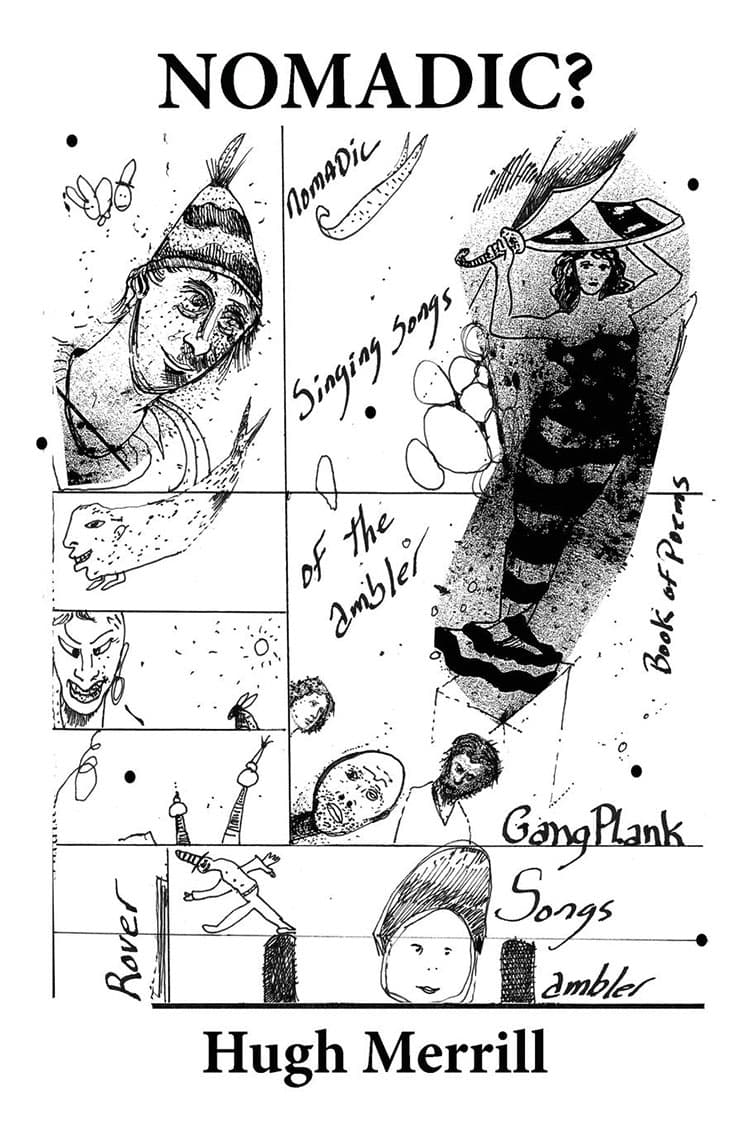 NOMADIC?
nomaDic
Singing Songs
of the
ambler
Book of Poems
GangPlank
Songs
Rover
ambler
Hugh Merrill